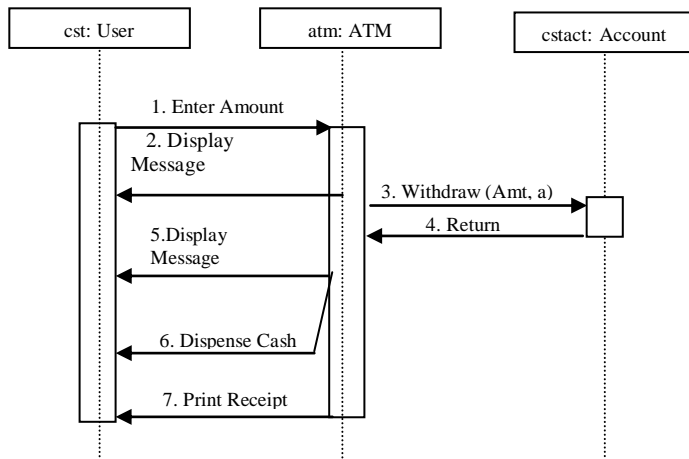 cst: User
atm: ATM
cstact: Account
1. Enter Amount
2. Display
Message
3. Withdraw (Amt, a)
4. Return
5.Display
Message
6. Dispense Cash
7. Print Receipt